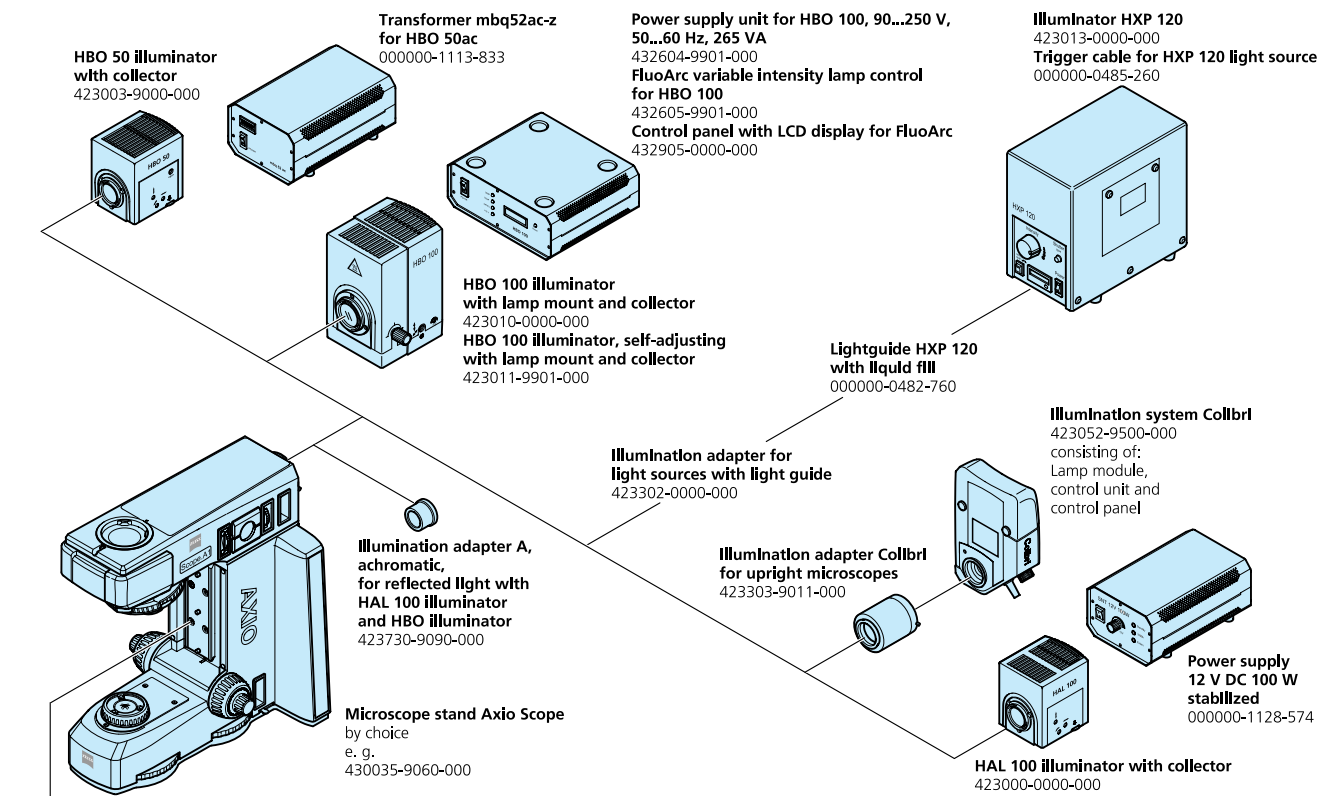 Transformer mbq52ac-z
for HBO 50ac
000000-1113-833
HBO 50 illuminator
with collector
423003-9000-000
Power supply unit for HBO 100, 90...250 V,
50...60 Hz, 265 VA
432604-9901-000
FluoArc variable intensity lamp control
for HBO 100
432605-9901-000
Control panel with LCD display for FluoArc
432905-0000-000
Illuminator HXP 120
423013-0000-000
Trigger cable for HXP 120 light source
000000-0485-260
HBO 50
HBO 100
HBO 100
HXP 120
HBO 100 illuminator
with lamp mount and collector
423010-0000-000
HBO 100 illuminator, self-adjusting
with lamp mount and collector
423011-9901-000
Lightguide HXP 120
with liquid fill
000000-0482-760
Illumination system Colibri
423052-9500-000
consisting of:
Lamp module,
control unit and
control panel
Illumination adapter for
light sources with light guide
423302-0000-000
Colibri
Illumination adapter Colibri
for upright microscopes
423303-9011-000
Scope.A1
AXIO
Illumination adapter A,
achromatic,
for reflected light with
HAL 100 illuminator
and HBO illuminator
423730-9090-000
SNT 12V 100W
HAL 100
Power supply
12 V DC 100 W
stabilized
000000-1128-574
Microscope stand Axio Scope
by choice
e. g.
430035-9060-000
HAL 100 illuminator with collector
423000-0000-000